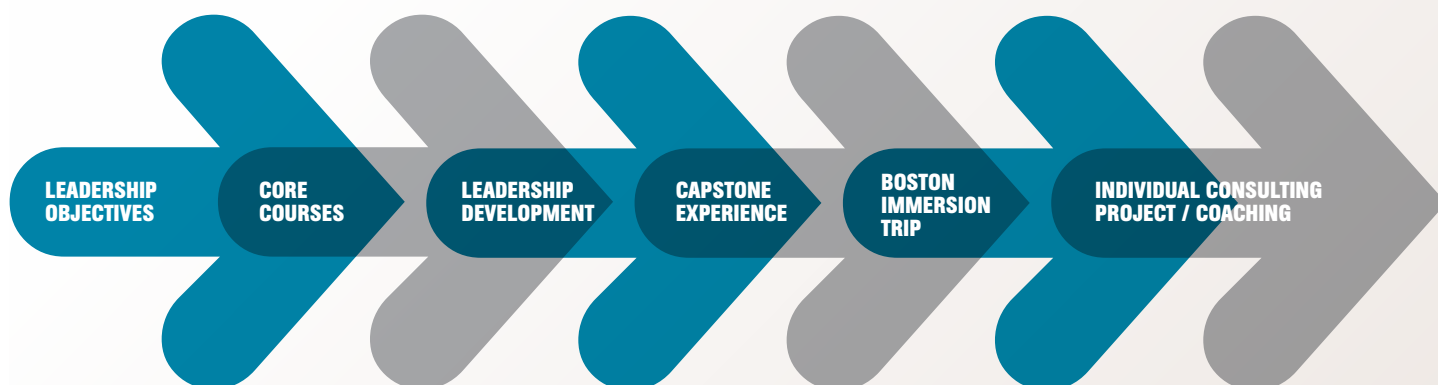 LEADERSHIP
OBJECTIVES
CORE
COURSES
LEADERSHIP
DEVELOPMENT
CAPSTONE
EXPERIENCE
BOSTON
IMMERSION
TRIP
INDIVIDUAL CONSULTING
PROJECT / COACHING